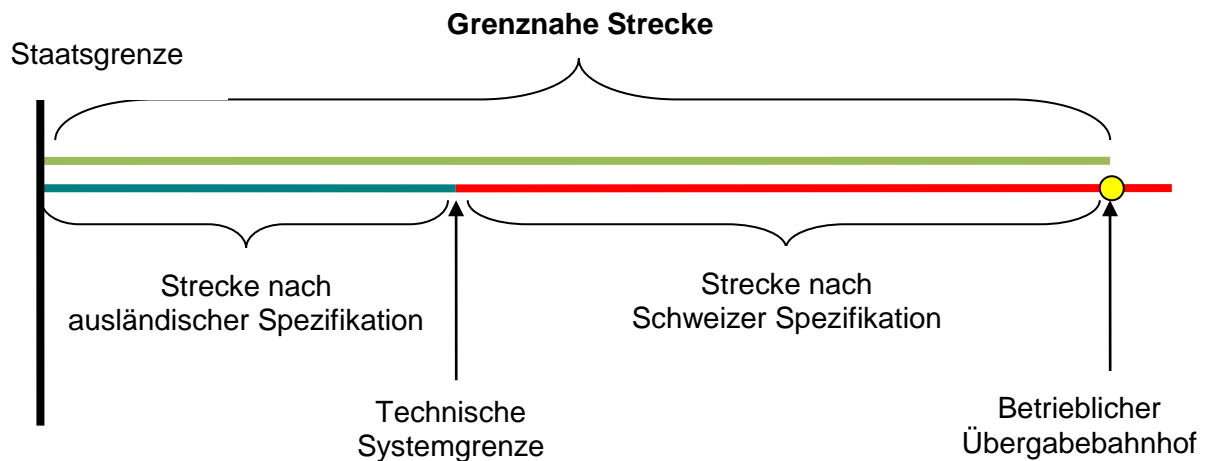 Grenznahe Strecke
Staatsgrenze
Strecke nach
ausländischer Spezifikation
Strecke nach
Schweizer Spezifikation
Technische
Systemgrenze
Betrieblicher
Übergabebahnhof